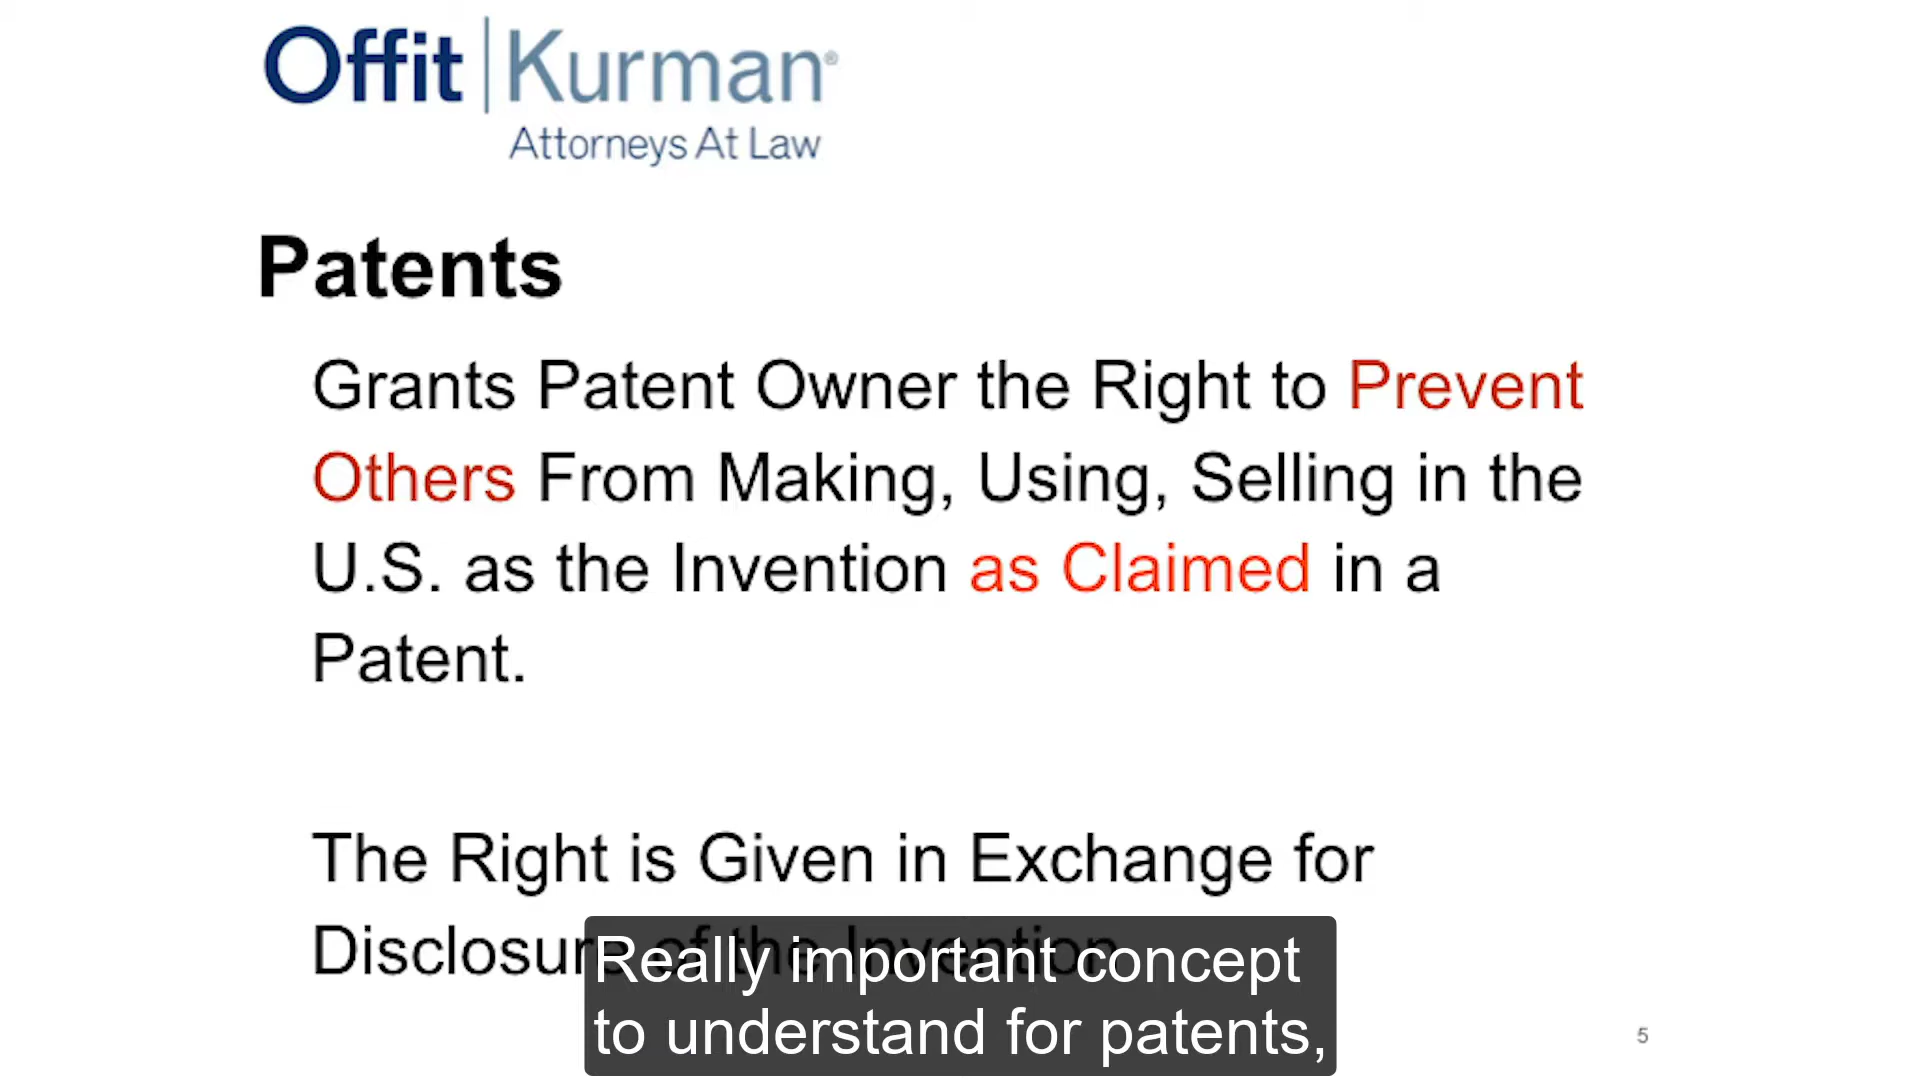 Offit | Kurman®
Attorneys At Law
Patents
Grants Patent Owner the Right to Prevent
Others From Making, Using, Selling in the
U.S. as the Invention as Claimed in a
Patent.
The Right is Given in Exchange for
Disclosure of the Invention
Really important concept
to understand for patents,
5